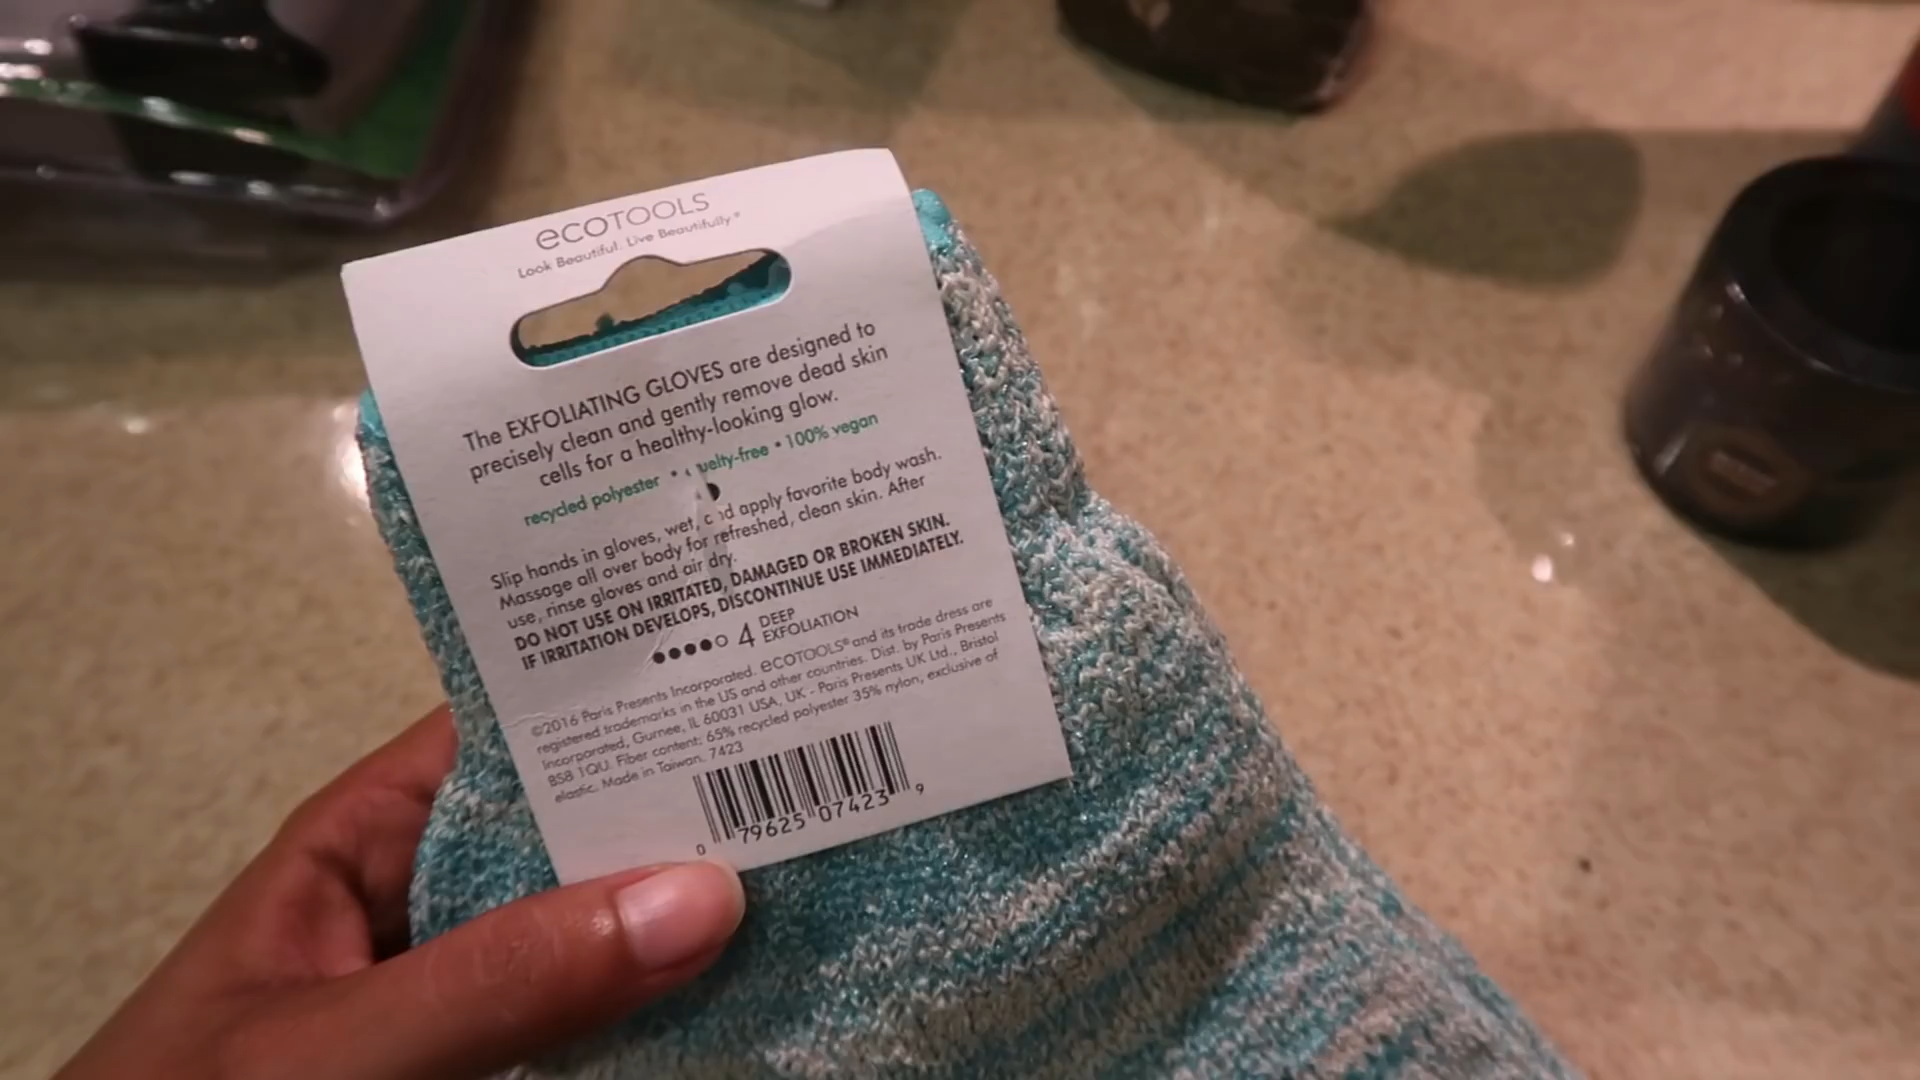 ecoTOOLS
Look Beautiful. Live Beautifully.®
The EXFOLIATING GLOVES are designed to
precisely clean and gently remove dead skin
cells for a healthy-looking glow.
recycled polyester • uelty-free • 100% vegan
Slip hands in gloves, wet, and apply favorite body wash.
Massage all over body for refreshed, clean skin. After
use, rinse gloves and air dry.
DO NOT USE ON IRRITATED, DAMAGED OR BROKEN SKIN.
IF IRRITATION DEVELOPS, DISCONTINUE USE IMMEDIATELY.
4 DEEP
EXFOLIATION
©2016 Paris Presents Incorporated. ecoTOOLS® and its trade dress are
registered trademarks in the US and other countries. Dist. by Paris Presents
Incorporated, Gurnee, IL 60031 USA, UK - Paris Presents UK Ltd., Bristol
BS8 1QU. Fiber content: 65% recycled polyester 35% nylon, exclusive of
elastic. Made in Taiwan. 7423
0 79625 07423 9